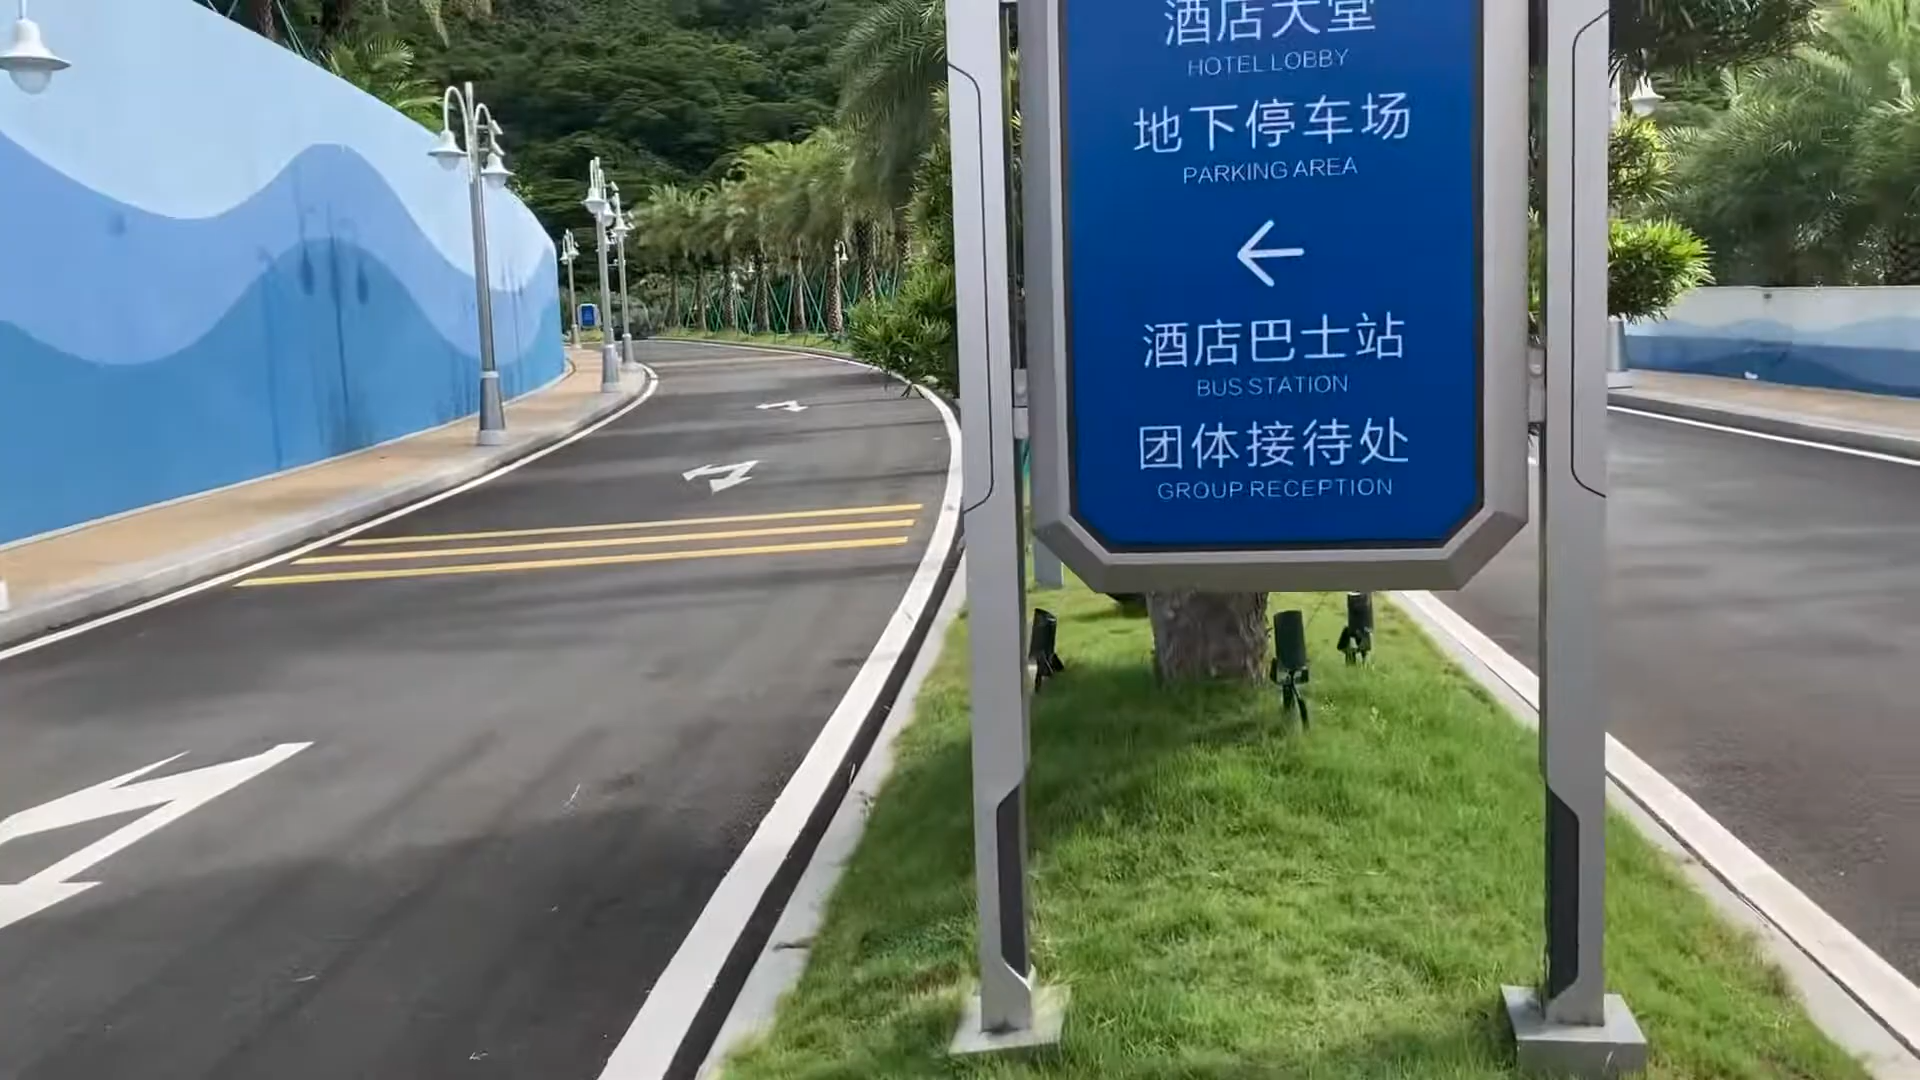 酒店大堂
HOTEL LOBBY
地下停车场
PARKING AREA
←
酒店巴士站
BUS STATION
团体接待处
GROUP RECEPTION